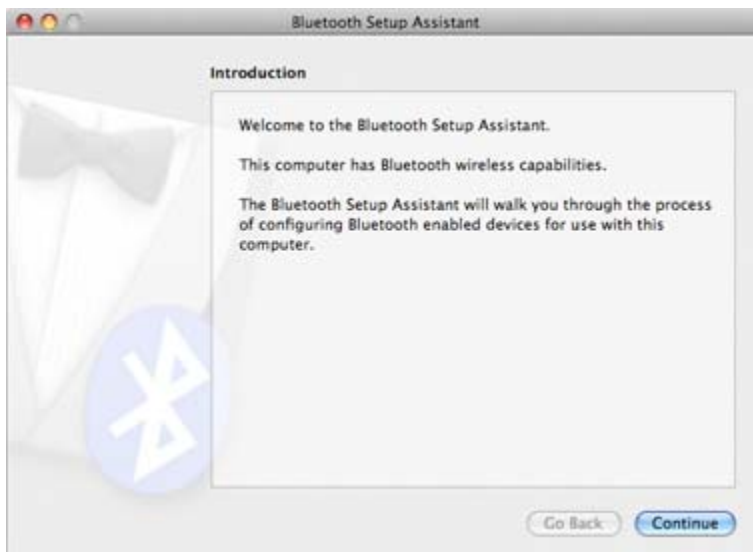 Bluetooth Setup Assistant
Introduction
Welcome to the Bluetooth Setup Assistant.
This computer has Bluetooth wireless capabilities.
The Bluetooth Setup Assistant will walk you through the process
of configuring Bluetooth enabled devices for use with this
computer.
Go Back
Continue